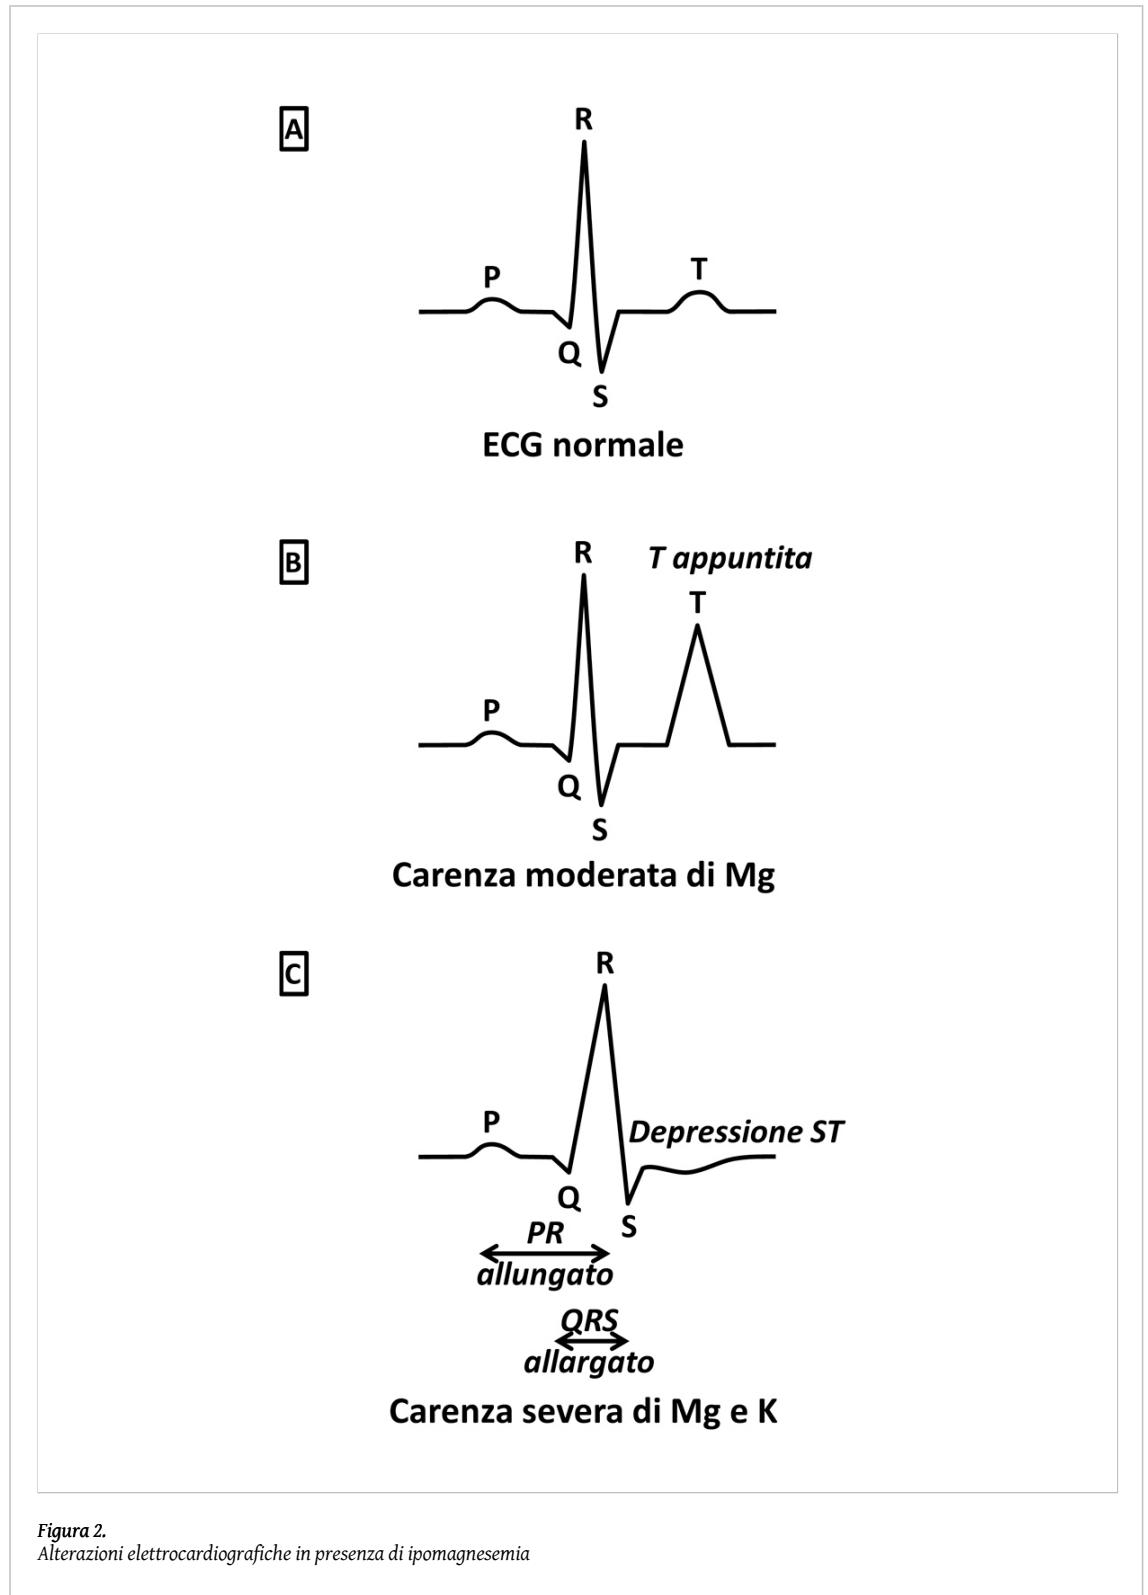 A
R
P
T
Q
S
ECG normale
B
R
T appuntita
T
P
Q
S
Carenza moderata di Mg
C
R
P
Depressione ST
Q
S
PR
allungato
QRS
allargato
Carenza severa di Mg e K
Figura 2.
Alterazioni elettrocardiografiche in presenza di ipomagnesemia